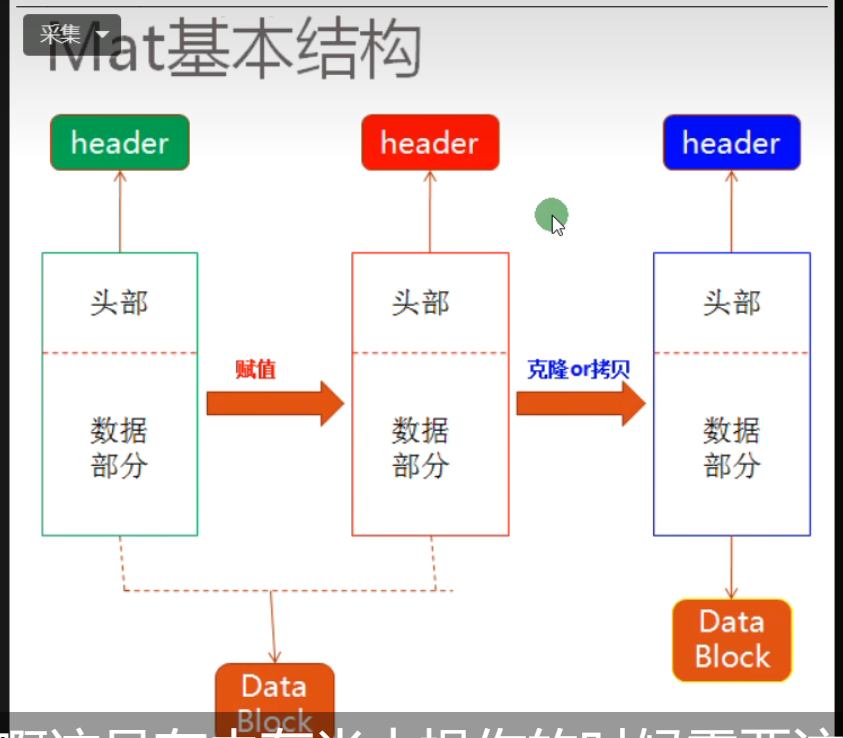 采集
Mat基本结构
header
header
header
头部
头部
头部
赋值
克隆or拷贝
数据
部分
数据
部分
数据
部分
Data
Block
Data
Block